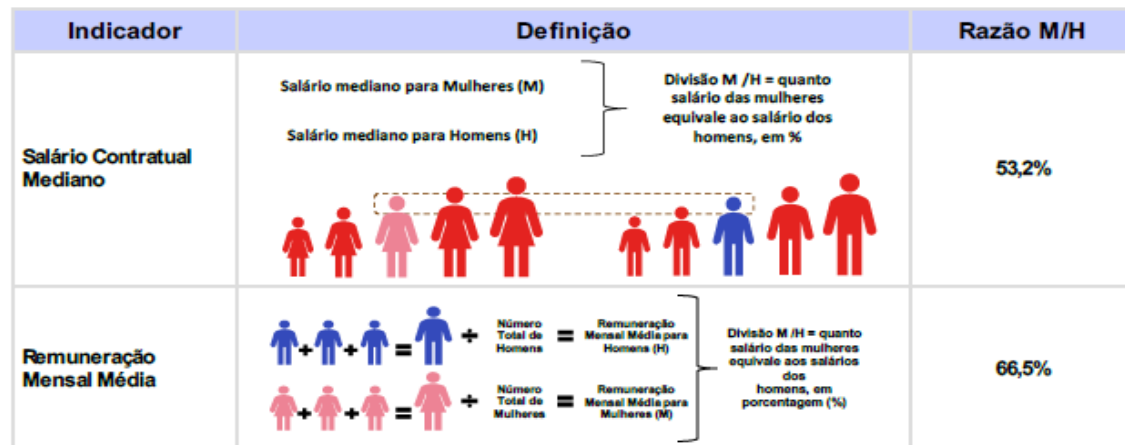 Indicador
Definição
Razão M/H
Salário Contratual
Mediano
Salário mediano para Mulheres (M)
Salário mediano para Homens (H)
Divisão M /H = quanto
salário das mulheres
equivale ao salário dos
homens, em %
53,2%
Remuneração
Mensal Média
+ + =
÷
Número
Total de
Homens
=
Remuneração
Mensal Média para
Homens (H)
+ + =
÷
Número
Total de
Mulheres
=
Remuneração
Mensal Média para
Mulheres (M)
Divisão M /H = quanto
salário das mulheres
equivale aos salários
dos
homens, em
porcentagem (%)
66,5%